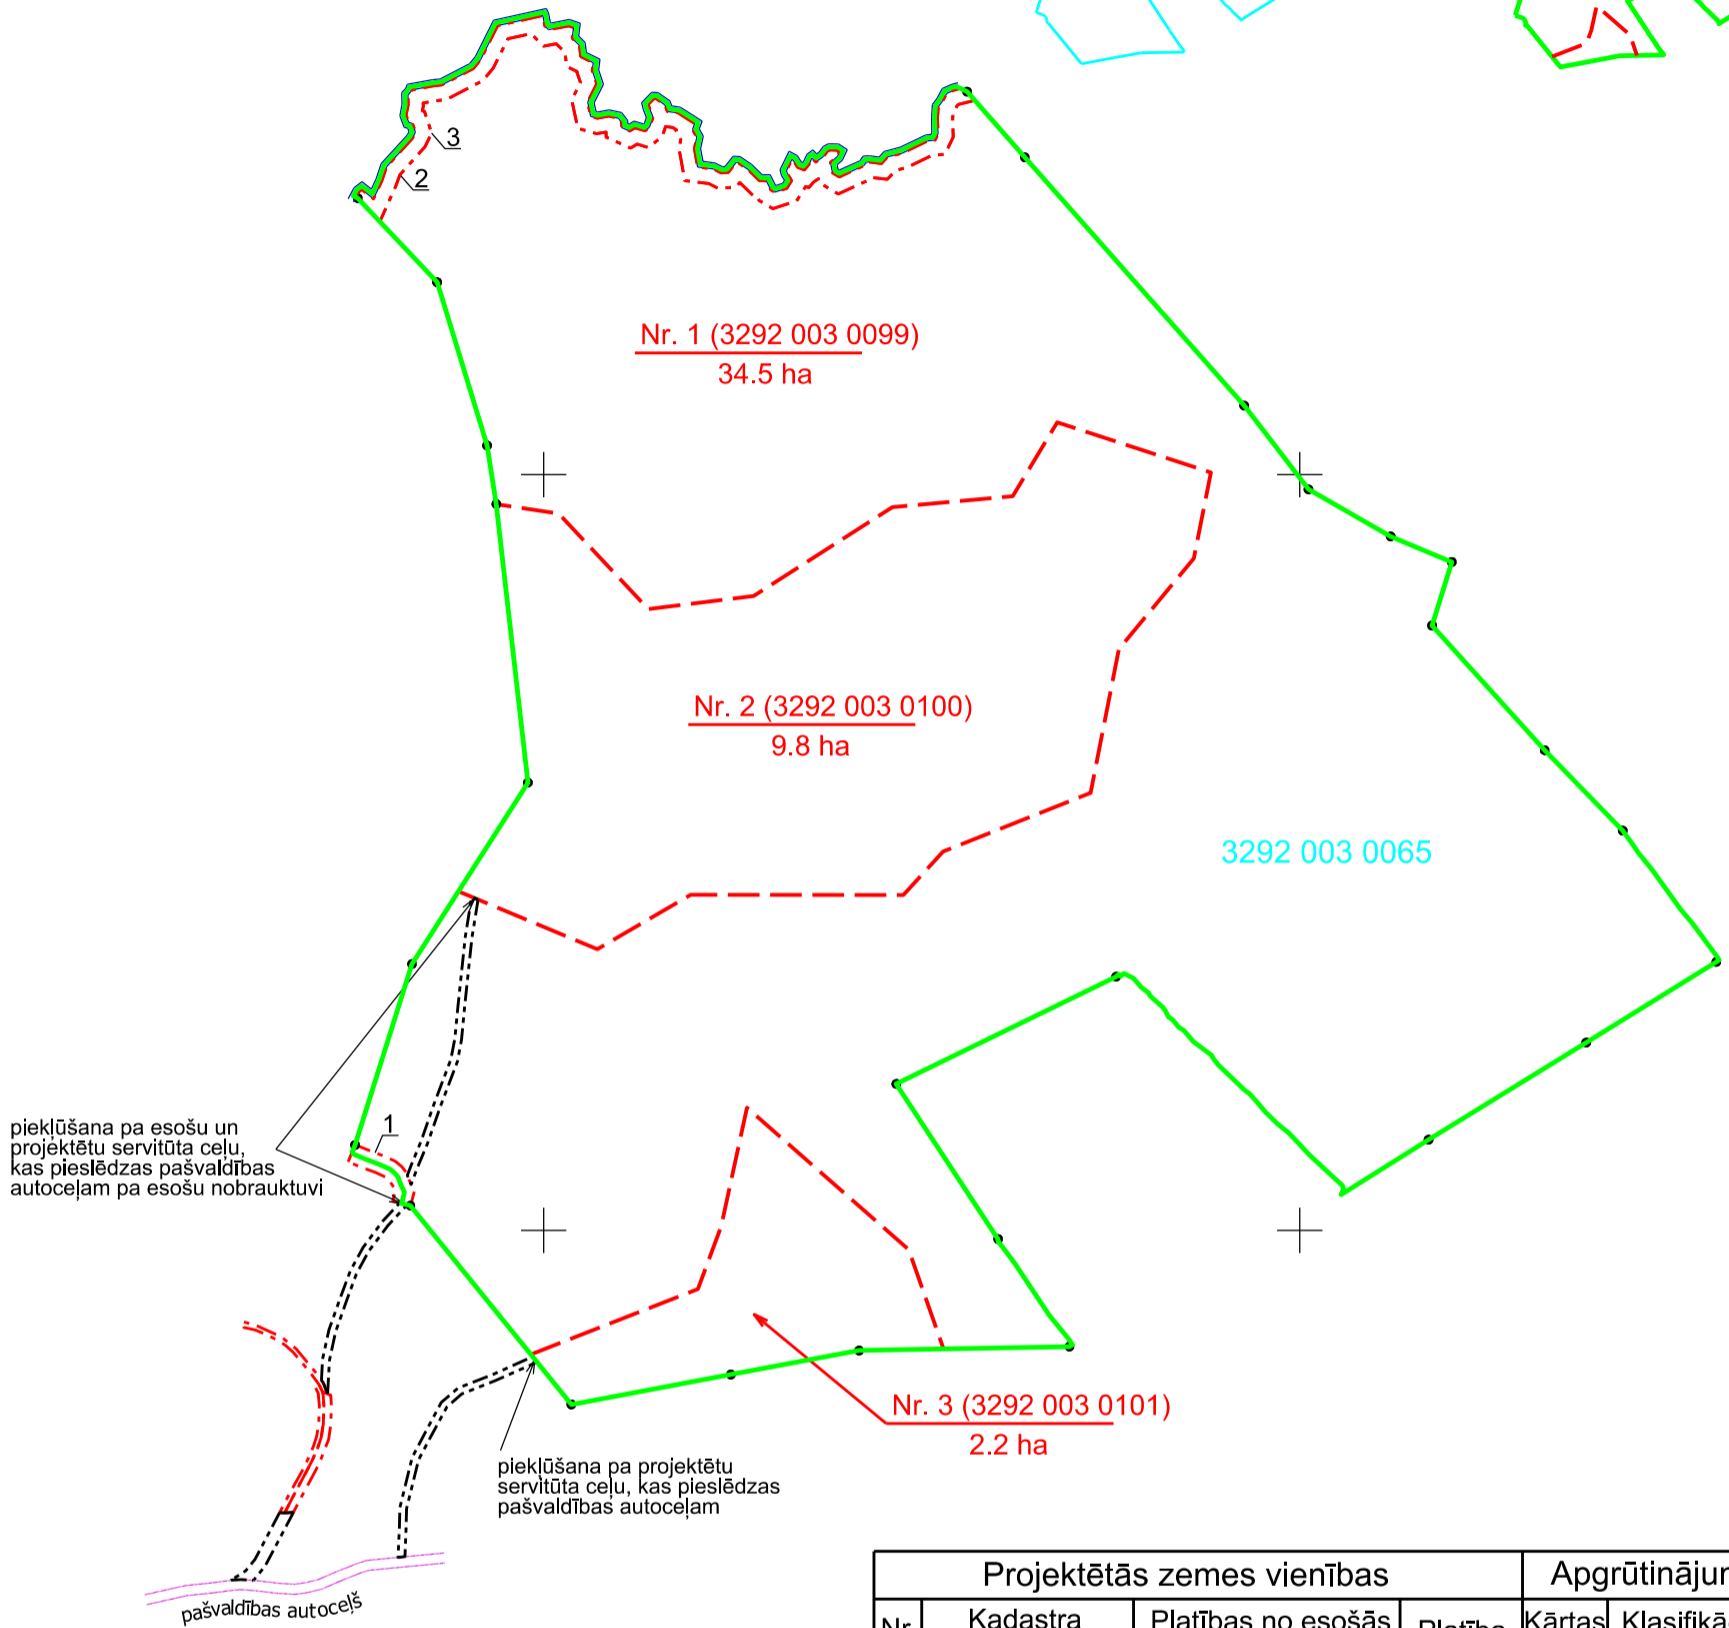 3
2
Nr. 1 (3292 003 0099)
34.5 ha
Nr. 2 (3292 003 0100)
9.8 ha
3292 003 0065
1
piekļūšana pa esošu un
projektētu servitūta ceļu,
kas pieslēdzas pašvaldības
autoceļam pa esošu nobrauktuvi
Nr. 3 (3292 003 0101)
2.2 ha
piekļūšana pa projektētu
servitūta ceļu, kas pieslēdzas
pašvaldības autoceļam
pašvaldības autoceļš
Projektētās zemes vienības
Kadastra
Platības no esošās
Kārtas